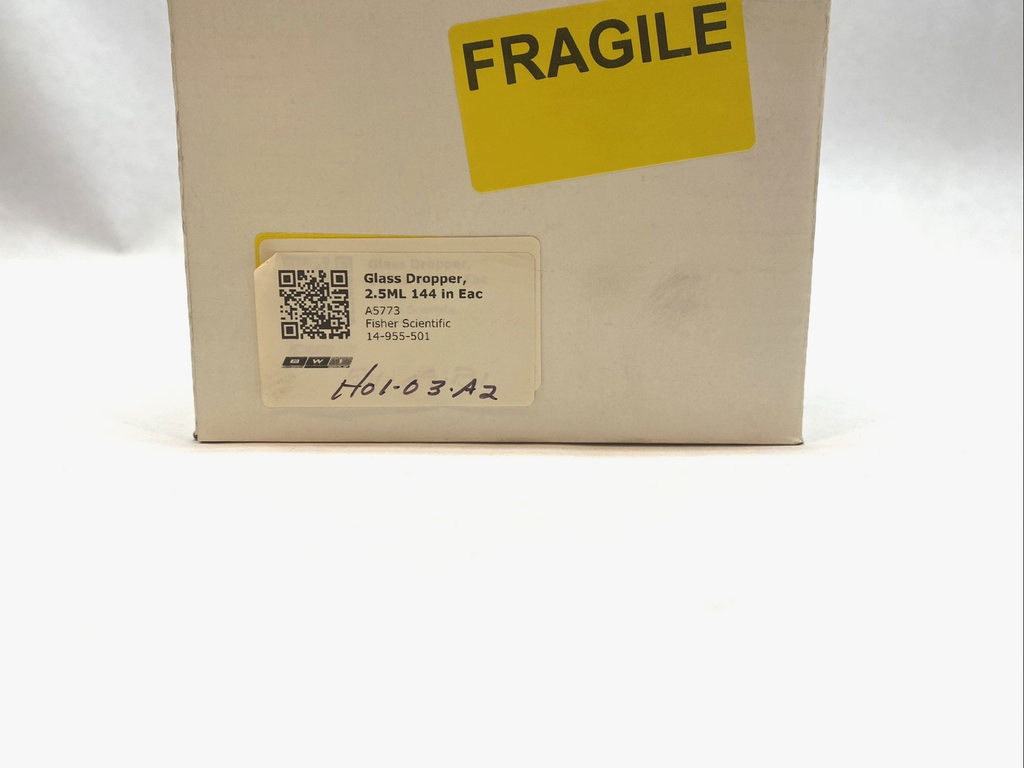 FRAGILE
Glass Dropper,
2.5ML 144 in Eac
A5773
Fisher Scientific
14-955-501
H01-03-A2